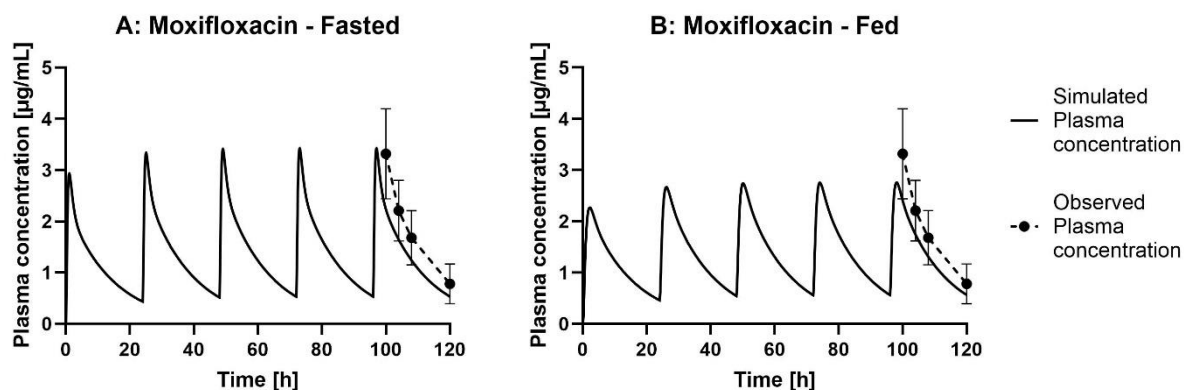 A: Moxifloxacin - Fasted
Plasma concentration [µg/mL]
5
4
3
2
1
0
0 20 40 60 80 100 120
Time [h]
B: Moxifloxacin - Fed
Plasma concentration [µg/mL]
5
4
3
2
1
0
0 20 40 60 80 100 120
Time [h]
Simulated
Plasma
concentration
Observed
Plasma
concentration